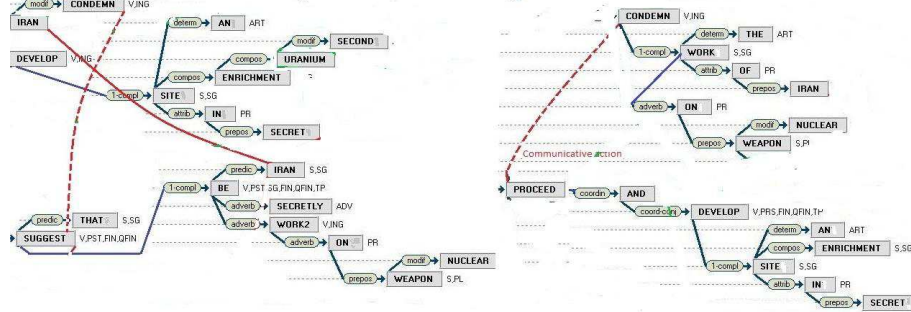 modif CONDEMN V,ING
IRAN
determ AN ART
DEVELOP V,ING
modif SECOND
compos URANIUM
compos ENRICHMENT
1-compl SITE S,SG
attrib IN PR
prepos SECRET
predic IRAN S,SG
1-compl BE V,PST SG,FIN,QFIN,TP
adverb SECRETLY ADV
predic THAT S,SG
adverb WORK2 V,ING
SUGGEST V,PST,FIN,QFIN
adverb ON PR
modif NUCLEAR
prepos WEAPON S,PL
CONDEMN V,ING
determ THE ART
1-compl WORK S,SG
attrib OF PR
prepos IRAN
adverb ON PR
modif NUCLEAR
prepos WEAPON S,Pl
Communicative action
PROCEED coordin AND
coord-conj DEVELOP V,PRS,FIN,QFIN,TP
determ AN ART
compos ENRICHMENT S,SG
1-compl SITE S,SG
attrib IN PR
prepos SECRET